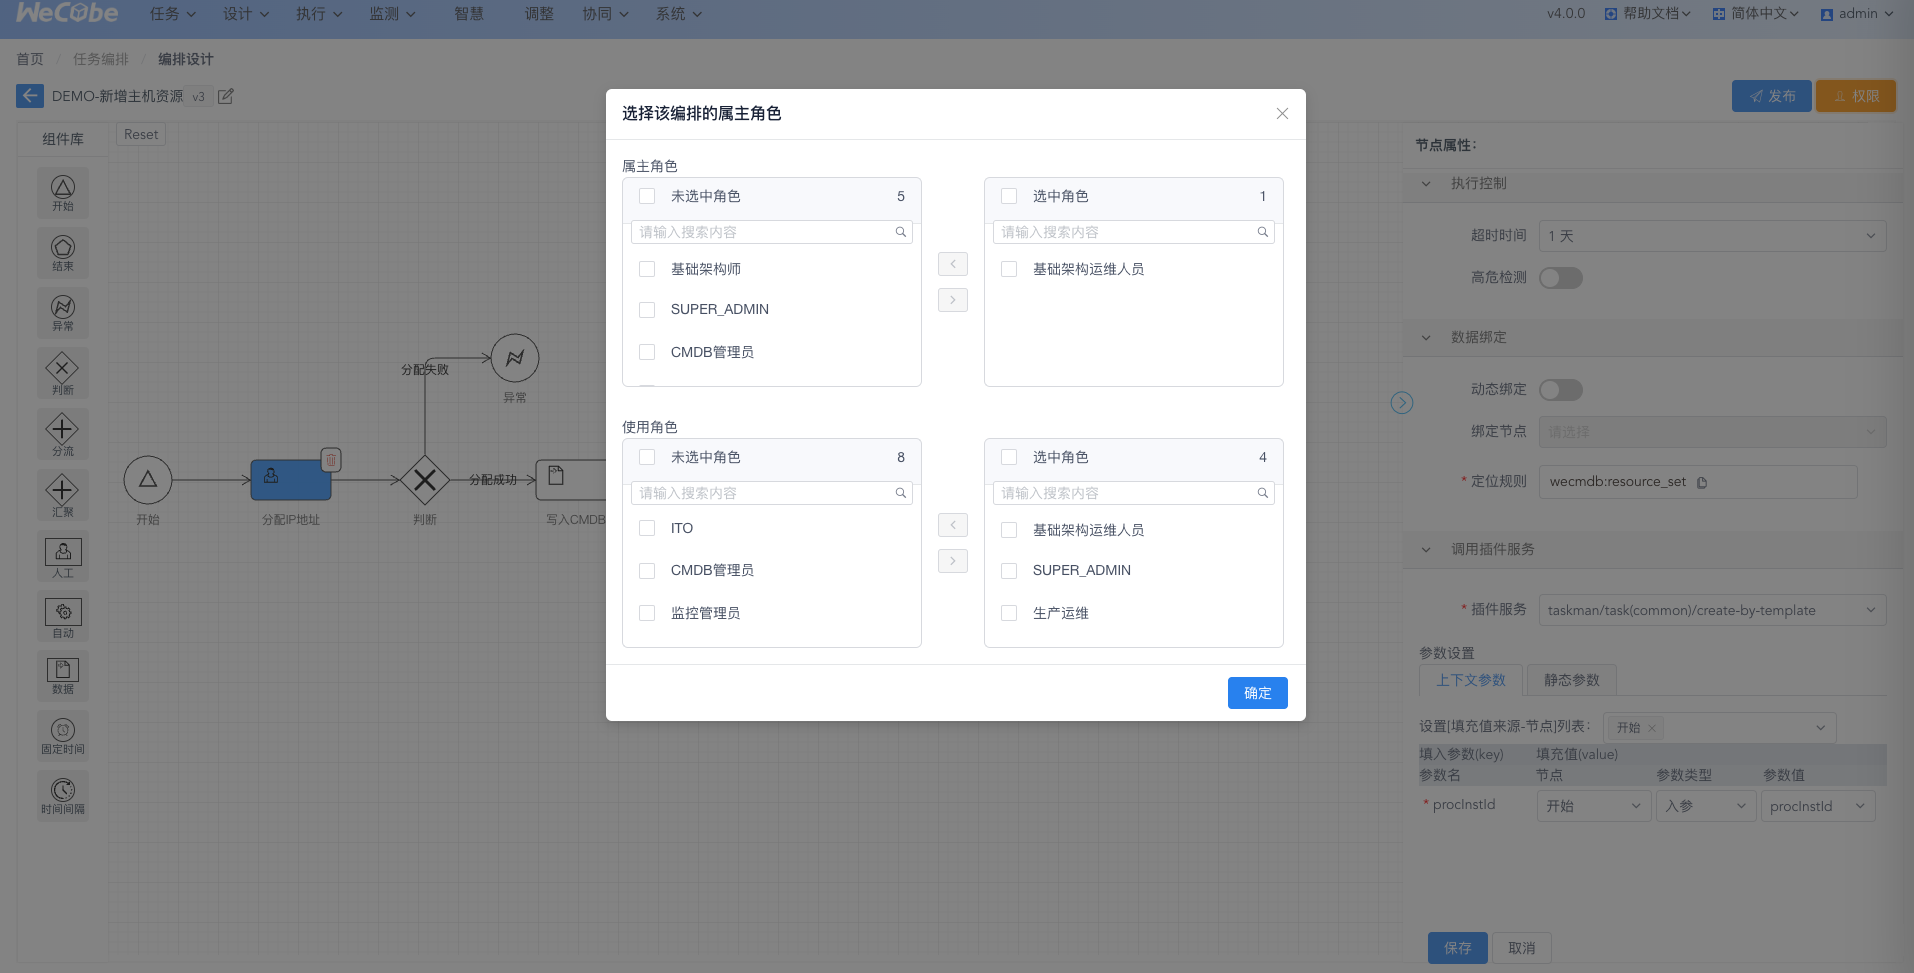 WeCube 任务 设计 执行 监测 智慧 调整 协同 系统 v4.0.0 帮助文档 简体中文 admin
首页 / 任务编排 / 编排设计
DEMO-新增主机资源 v3 发布 权限
组件库
Reset
开始
结束
异常
判断
分流
汇聚
人工
自动
数据
固定时间
时间间隔
分配失败
异常
分配成功
开始
分配IP地址
判断
写入CMDB
选择该编排的属主角色
属主角色
未选中角色 5
请输入搜索内容
基础架构师
SUPER_ADMIN
CMDB管理员
选中角色 1
请输入搜索内容
基础架构运维人员
使用角色
未选中角色 8
请输入搜索内容
ITO
CMDB管理员
监控管理员
选中角色 4
请输入搜索内容
基础架构运维人员
SUPER_ADMIN
生产运维
确定
节点属性：
执行控制
超时时间 1 天
高危检测
数据绑定
动态绑定
绑定节点 请选择
* 定位规则 wecmdb:resource_set
调用插件服务
* 插件服务 taskman/task(common)/create-by-template
参数设置
上下文参数 静态参数
设置[填充值来源-节点]列表： 开始
填入参数(key) 填充值(value)
参数名 节点 参数类型 参数值
* procInstId 开始 入参 procInstId
保存 取消